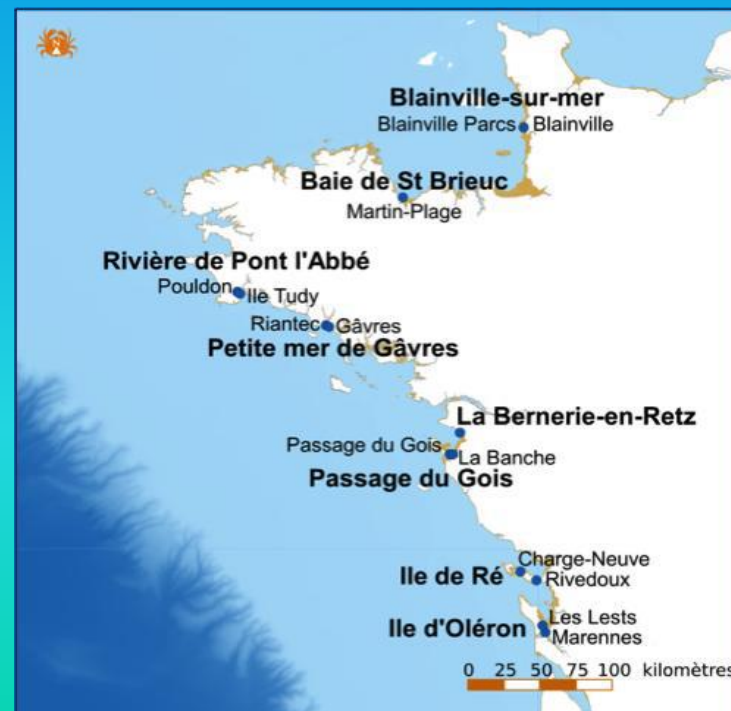 Blainville-sur-mer
Blainville Parcs Blainville
Baie de St Brieuc
Martin-Plage
Rivière de Pont l'Abbé
Pouldon Ile Tudy
Riantec Gâvres
Petite mer de Gâvres
La Bernerie-en-Retz
Passage du Gois
La Banche
Passage du Gois
Charge-Neuve
Ile de Ré Rivedoux
Les Lests
Ile d'Oléron Marennes
0 25 50 75 100 kilomètres